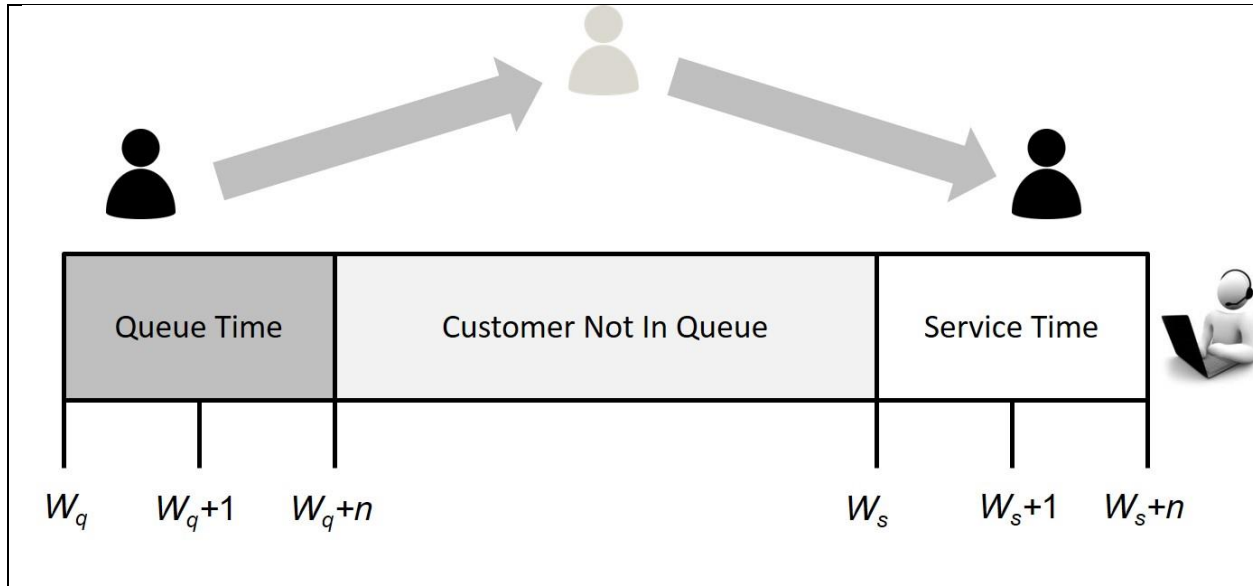 Queue Time
Customer Not In Queue
Service Time
Wq
Wq+1
Wq+n
Ws
Ws+1
Ws+n